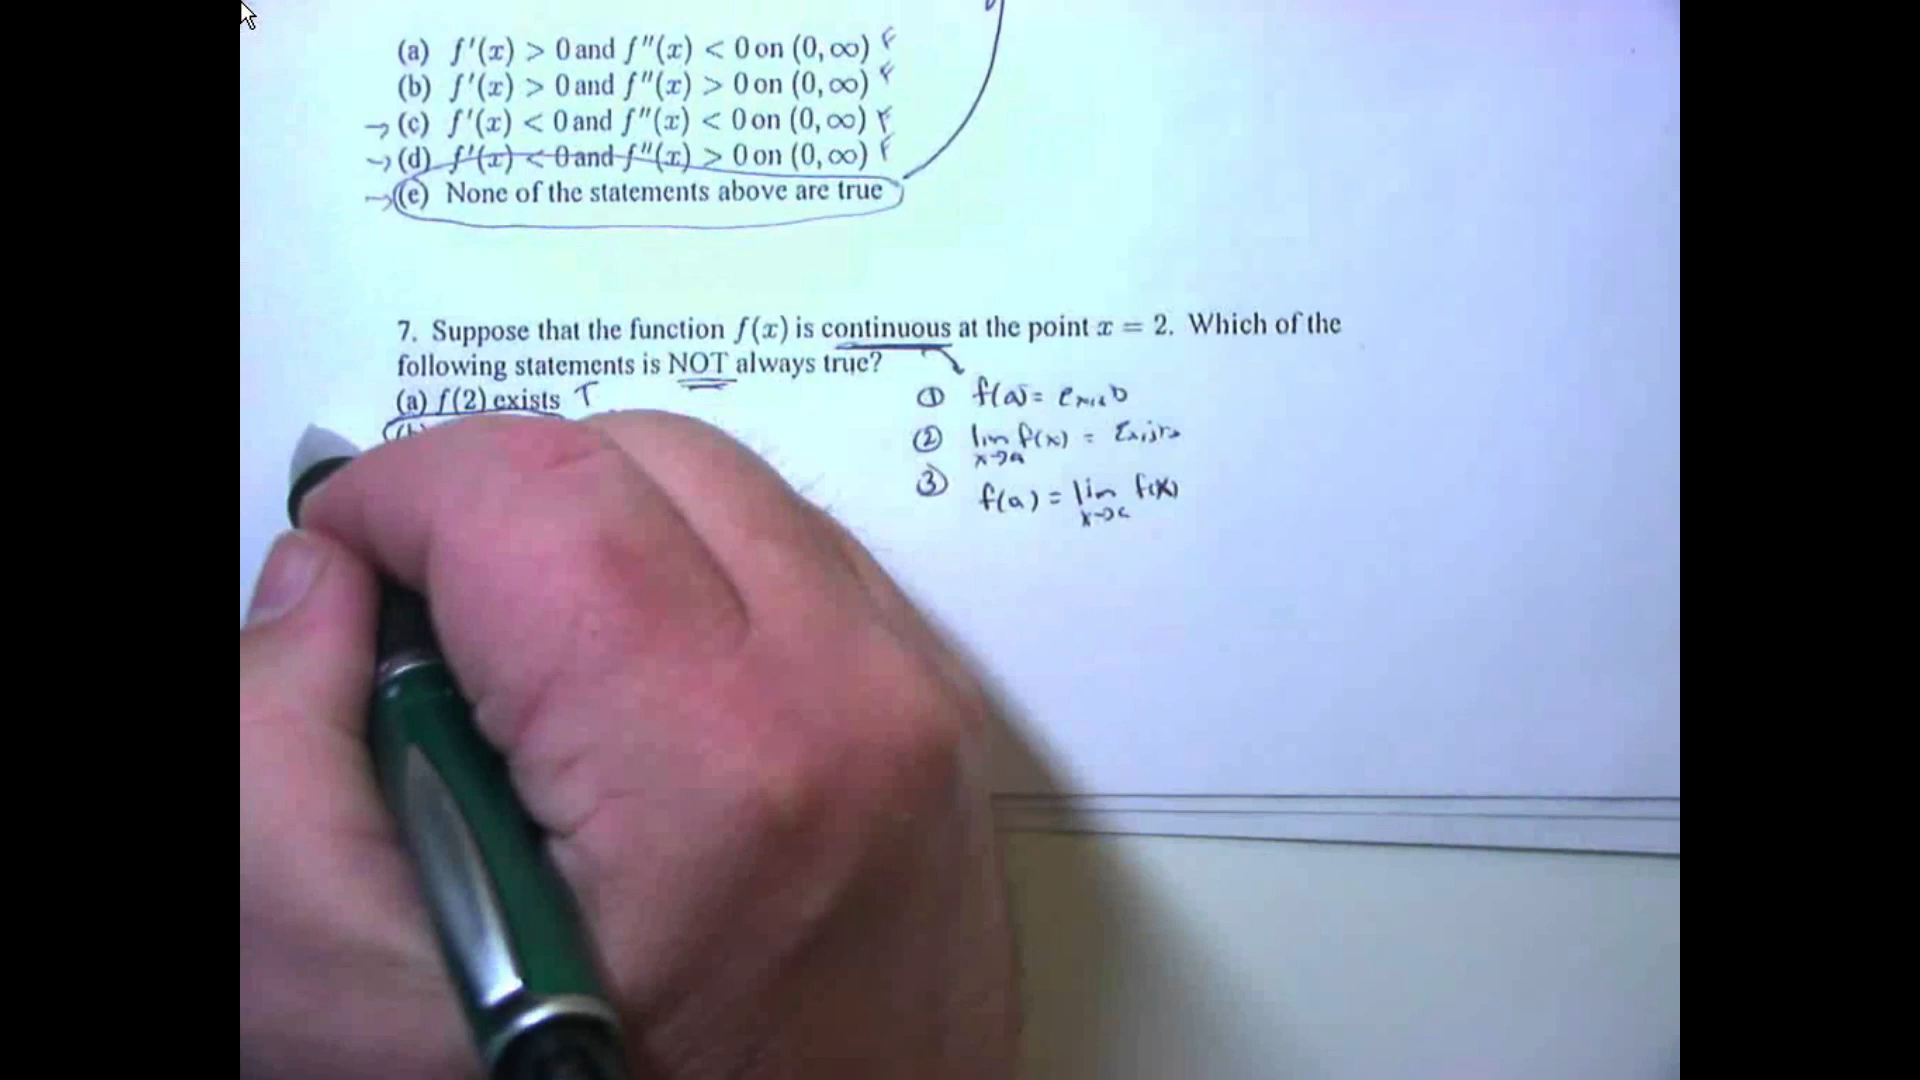 (a) f'(x) > 0 and f''(x) < 0 on (0, ∞) F
(b) f'(x) > 0 and f''(x) > 0 on (0, ∞) F
→ (c) f'(x) < 0 and f''(x) < 0 on (0, ∞) F
→ (d) f'(x) < 0 and f''(x) > 0 on (0, ∞) F
→ (e) None of the statements above are true
7. Suppose that the function f(x) is continuous at the point x = 2. Which of the
following statements is NOT always true?
(a) f(2) exists T
① f(a) =
② lim f(x) = Exists
x→a
③ f(a) = lim f(x)